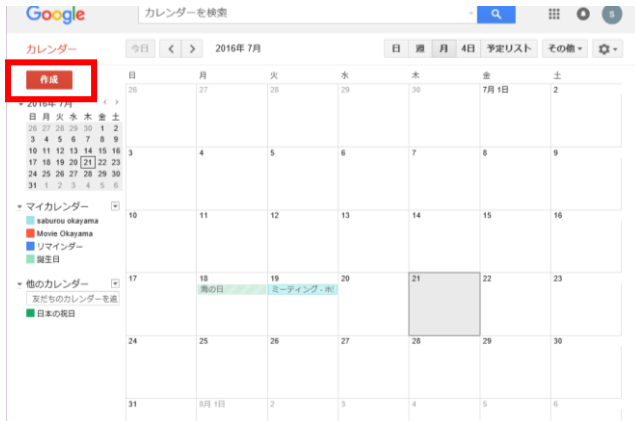 Google カレンダーを検索 S
カレンダー 今日 2016年 7月 日 週 月 4日 予定リスト その他
作成
日 月 火 水 木 金 土
26 27 28 29 30 7月 1日 2
2016年 7月
日 月 火 水 木 金 土
26 27 28 29 30 1 2
3 4 5 6 7 8 9
10 11 12 13 14 15 16
17 18 19 20 21 22 23
24 25 26 27 28 29 30
31 1 2 3 4 5 6
3 4 5 6 7 8 9
マイカレンダー
saburou okayama
Movie Okayama
リマインダー
誕生日
10 11 12 13 14 15 16
他のカレンダー
友だちのカレンダーを追
日本の祝日
17 18 19 20 21 22 23
海の日 ミーティング -
24 25 26 27 28 29 30
31 8月 1日 2 3 4 5 6